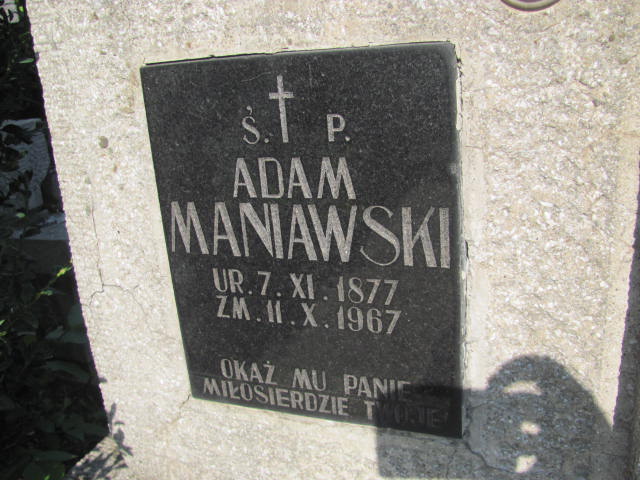 Ś. P.
ADAM
MANIAWSKI
UR. 7. XI. 1877
ZM. 11. X. 1967
OKAŻ MU PANIE
MIŁOSIERDZIE TWOJE